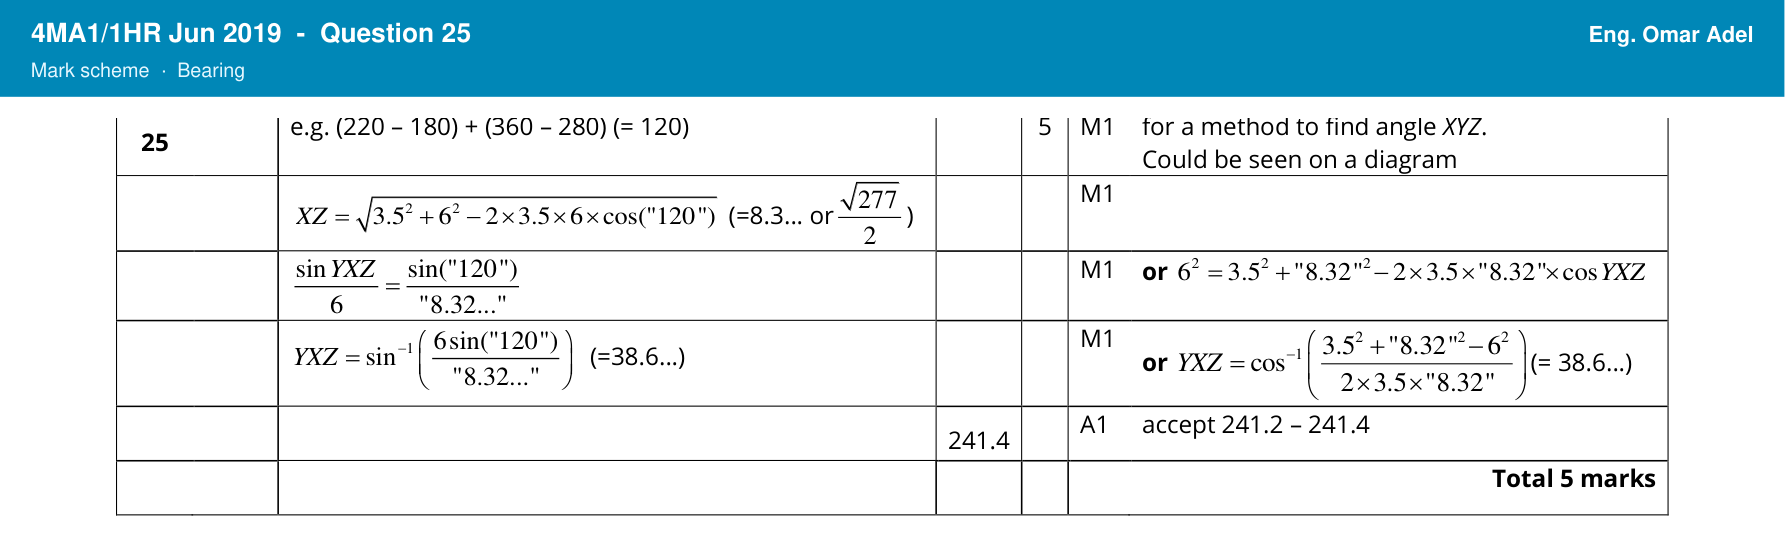 4MA1/1HR Jun 2019 - Question 25
Eng. Omar Adel
Mark scheme · Bearing
25 e.g. (220 – 180) + (360 – 280) (= 120) 5 M1 for a method to find angle XYZ.
Could be seen on a diagram
XZ = √(3.5² + 6² − 2×3.5×6×cos("120")) (=8.3... or √277/2) M1
sin YXZ/6 = sin("120")/"8.32..." M1 or 6² = 3.5² + "8.32"² − 2×3.5×"8.32"×cos YXZ
YXZ = sin⁻¹(6sin("120")/"8.32...") (=38.6...) M1 or YXZ = cos⁻¹((3.5² + "8.32"² − 6²)/(2×3.5×"8.32")) (= 38.6...)
241.4 A1 accept 241.2 – 241.4
Total 5 marks